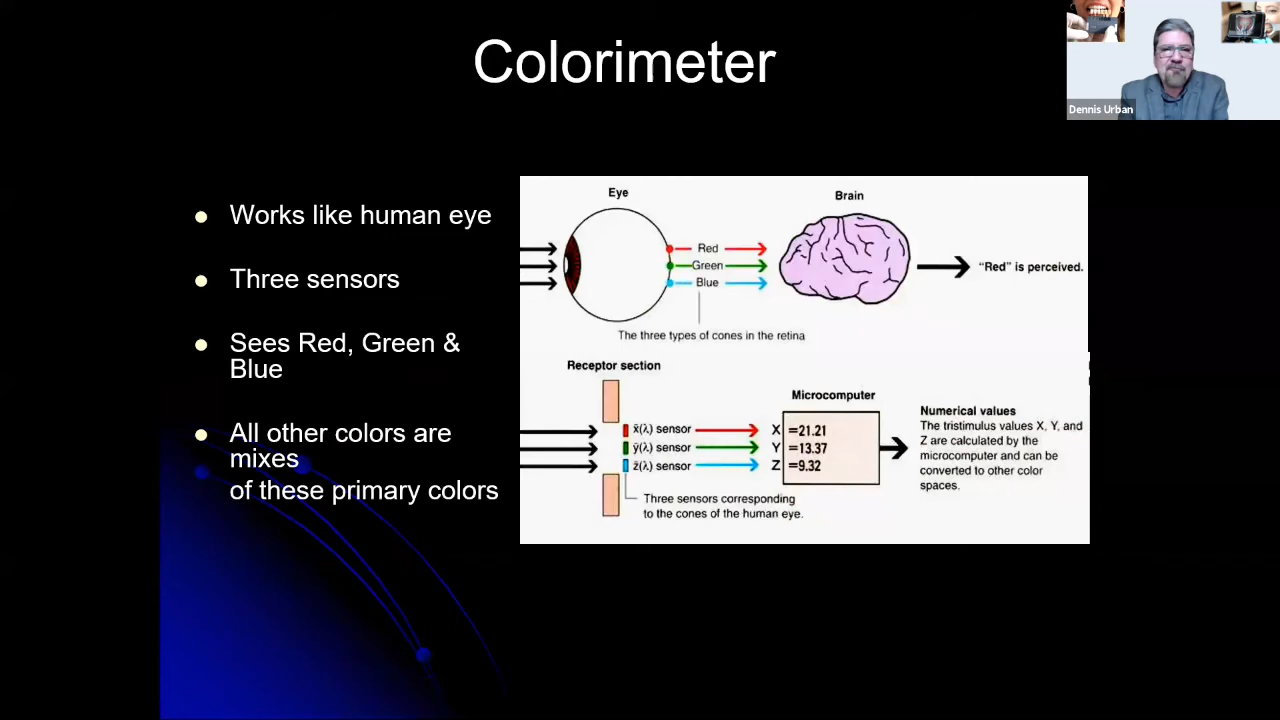 Colorimeter
Dennis Urban
Works like human eye
Three sensors
Sees Red, Green &
Blue
All other colors are
mixes
of these primary colors
Eye
Brain
Red
Green
Blue
“Red” is perceived.
The three types of cones in the retina
Receptor section
Microcomputer
x̄(λ) sensor
ȳ(λ) sensor
z̄(λ) sensor
X =21.21
Y =13.37
Z =9.32
Numerical values
The tristimulus values X, Y, and
Z are calculated by the
microcomputer and can be
converted to other color
spaces.
Three sensors corresponding
to the cones of the human eye.